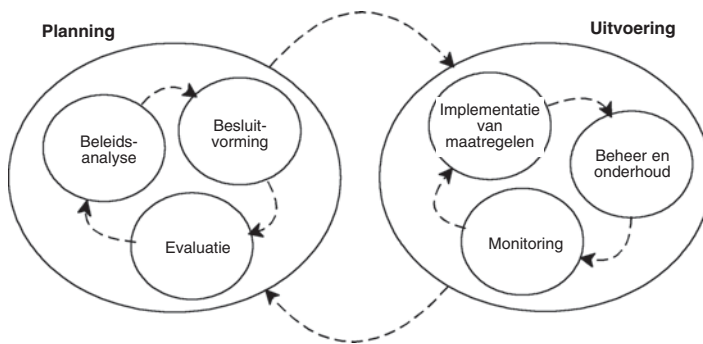 Planning
Uitvoering
Beleids-
analyse
Besluit-
vorming
Evaluatie
Implementatie
van
maatregelen
Beheer en
onderhoud
Monitoring